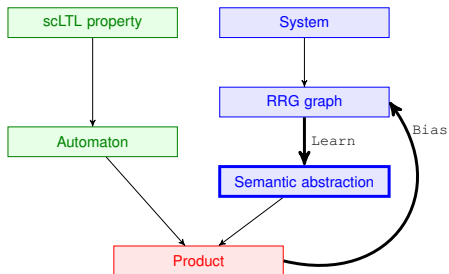 scLTL property
System
RRG graph
Bias
Learn
Automaton
Semantic abstraction
Product